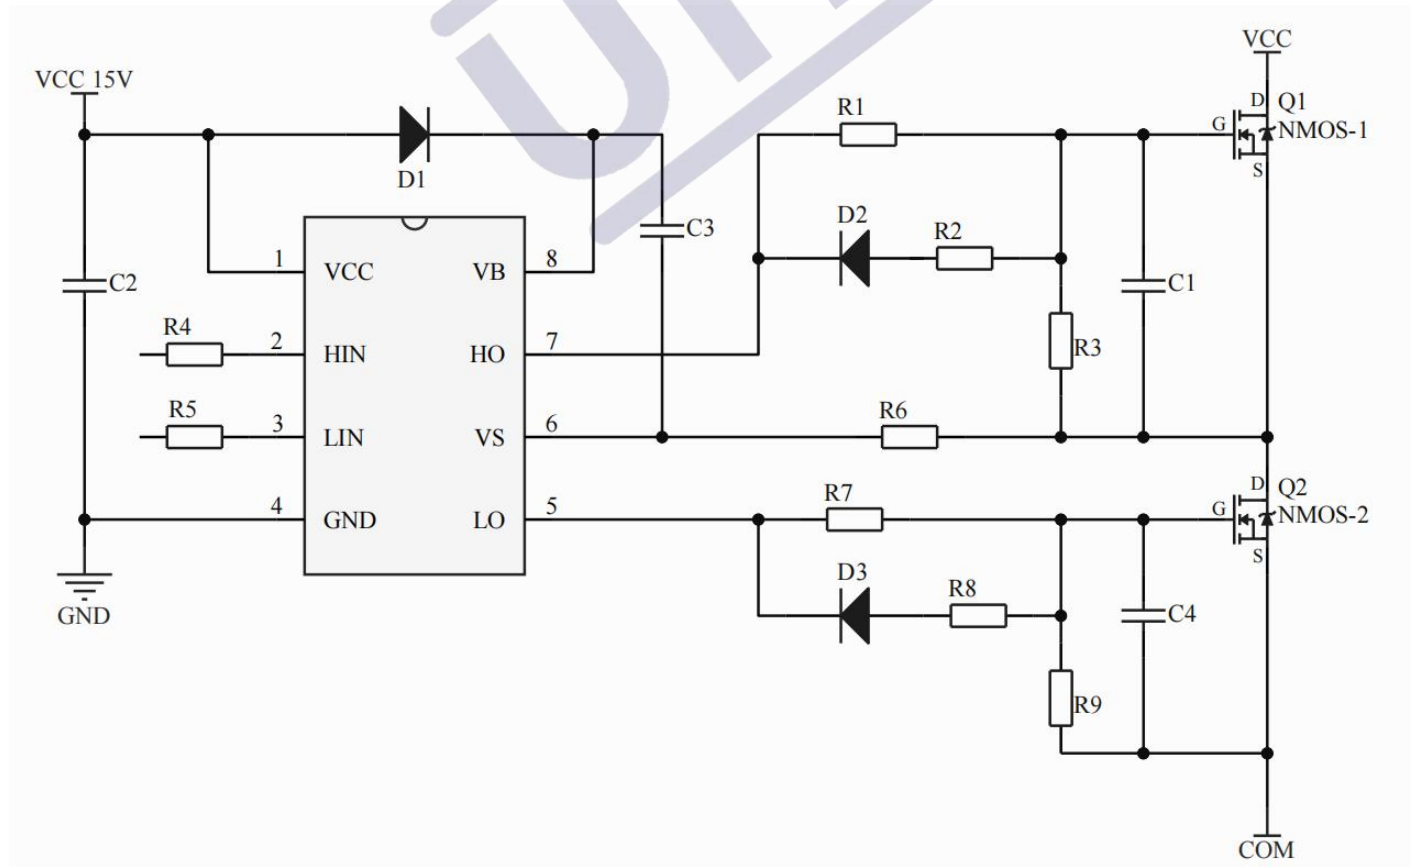 VCC
VCC 15V
R1
D
Q1
G
NMOS-1
D1
S
D2
R2
C3
1
VCC
VB
8
C2
C1
R4
2
HIN
HO
7
R3
R5
3
LIN
VS
6
R6
D
Q2
4
GND
LO
5
R7
G
NMOS-2
S
GND
D3
R8
C4
R9
COM